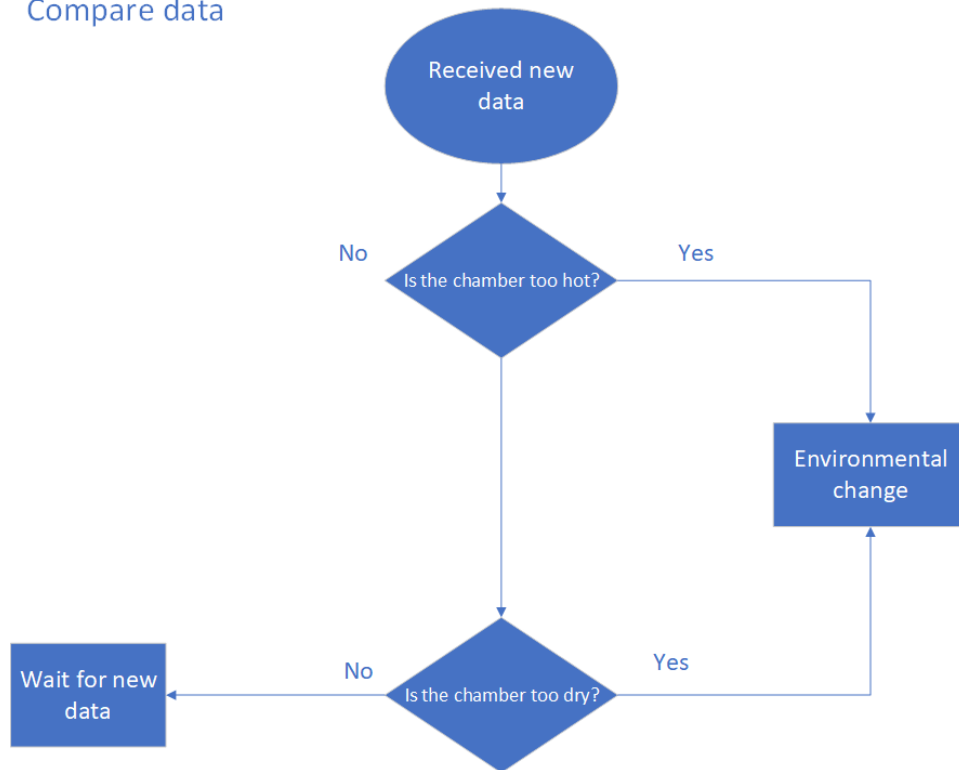 Compare data
Received new
data
No
Yes
Is the chamber too hot?
Environmental
change
Wait for new
data
No
Yes
Is the chamber too dry?